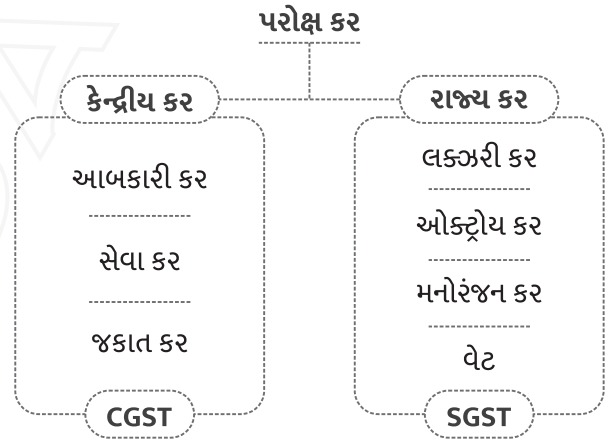 પરોક્ષ કર
કેન્દ્રીય કર
આબકારી કર
સેવા કર
જકાત કર
CGST
રાજ્ય કર
લક્ઝરી કર
ઓક્ટ્રોય કર
મનોરંજન કર
વેટ
SGST